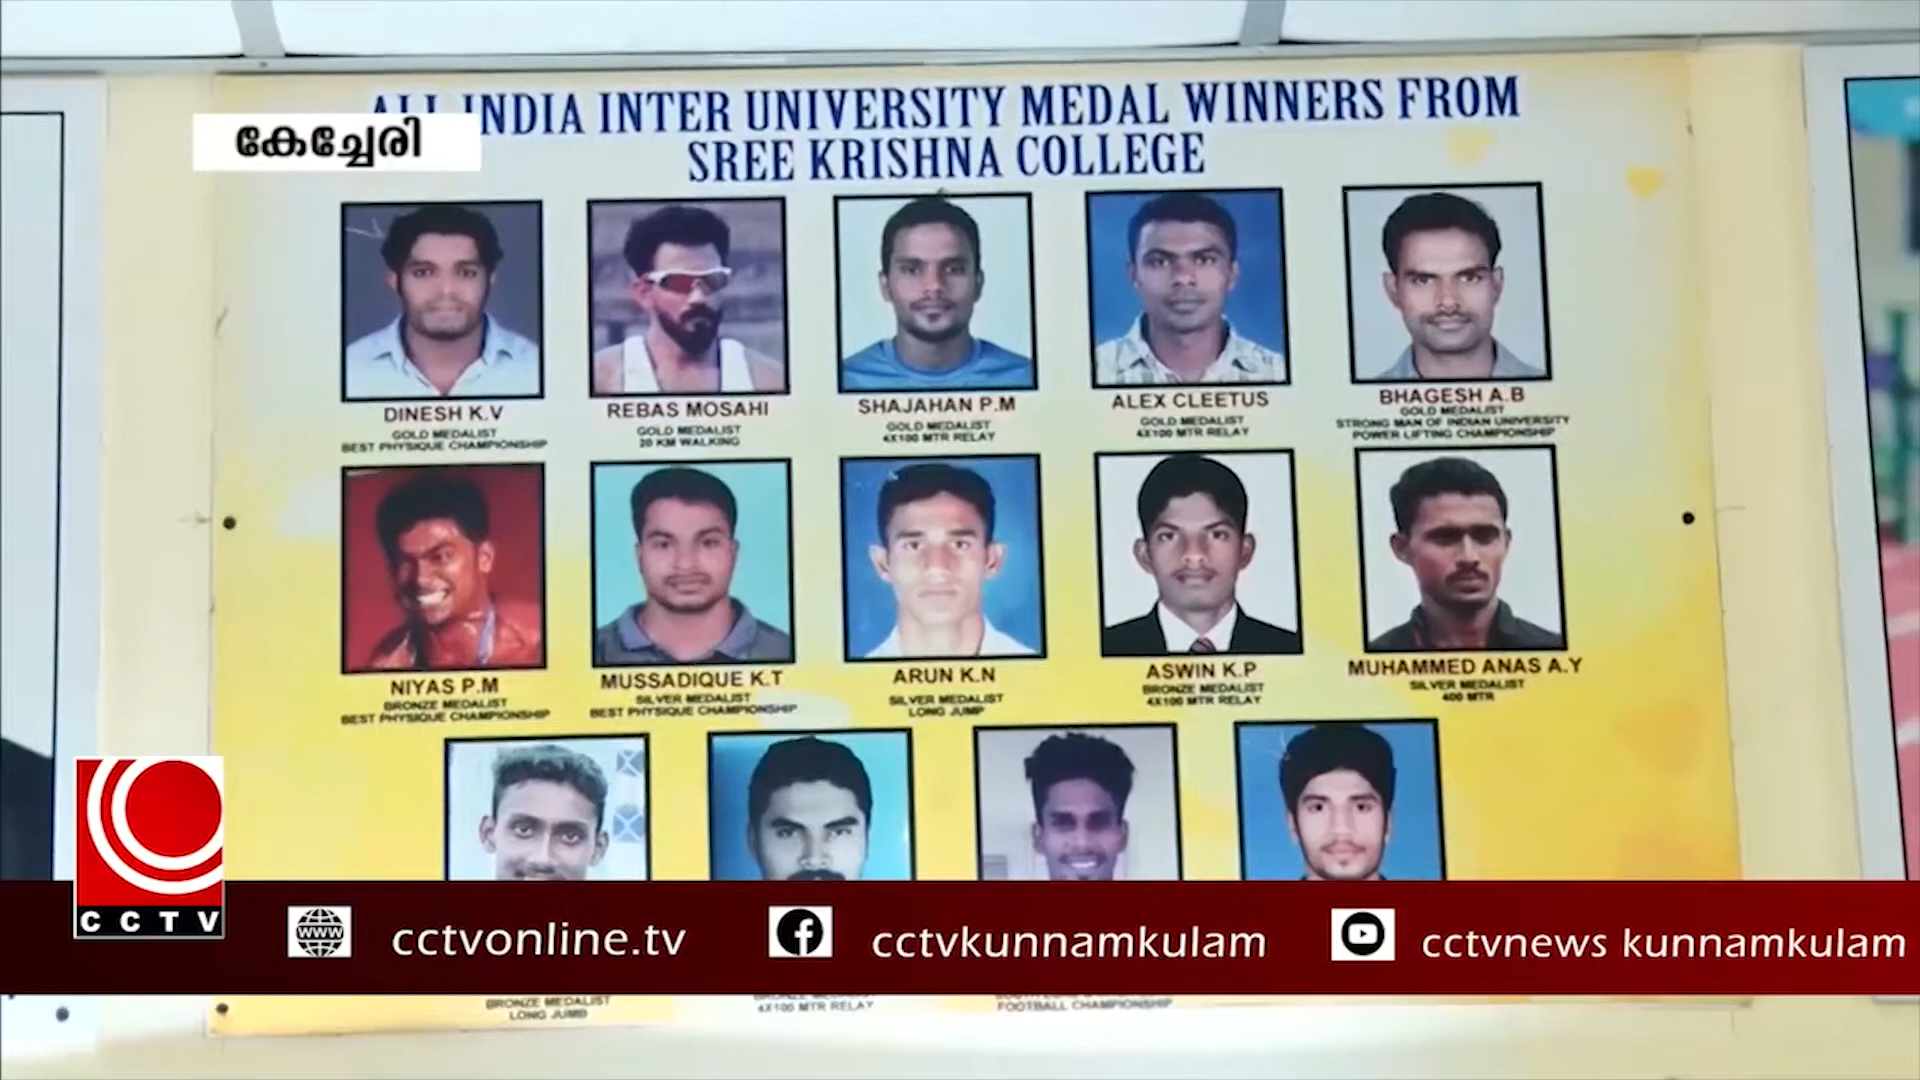 ALL INDIA INTER UNIVERSITY MEDAL WINNERS FROM
SREE KRISHNA COLLEGE
കേച്ചേരി
DINESH K.V
GOLD MEDALIST
BEST PHYSIQUE CHAMPIONSHIP
REBAS MOSAHI
GOLD MEDALIST
20 KM WALKING
SHAJAHAN P.M
GOLD MEDALIST
4X100 MTR RELAY
ALEX CLEETUS
GOLD MEDALIST
4X100 MTR RELAY
BHAGESH A.B
GOLD MEDALIST
STRONG MAN OF INDIAN UNIVERSITY
POWER LIFTING CHAMPIONSHIP
NIYAS P.M
BRONZE MEDALIST
BEST PHYSIQUE CHAMPIONSHIP
MUSSADIQUE K.T
SILVER MEDALIST
BEST PHYSIQUE CHAMPIONSHIP
ARUN K.N
SILVER MEDALIST
LONG JUMP
ASWIN K.P
BRONZE MEDALIST
4X100 MTR RELAY
MUHAMMED ANAS A.Y
SILVER MEDALIST
400 MTR
CCTV
WWW
cctvonline.tv
cctvkunnamkulam
cctvnews kunnamkulam
BRONZE MEDALIST
LONG JUMB
BRONZE MEDALIST
4X100 MTR RELAY
FOOTBALL CHAMPIONSHIP